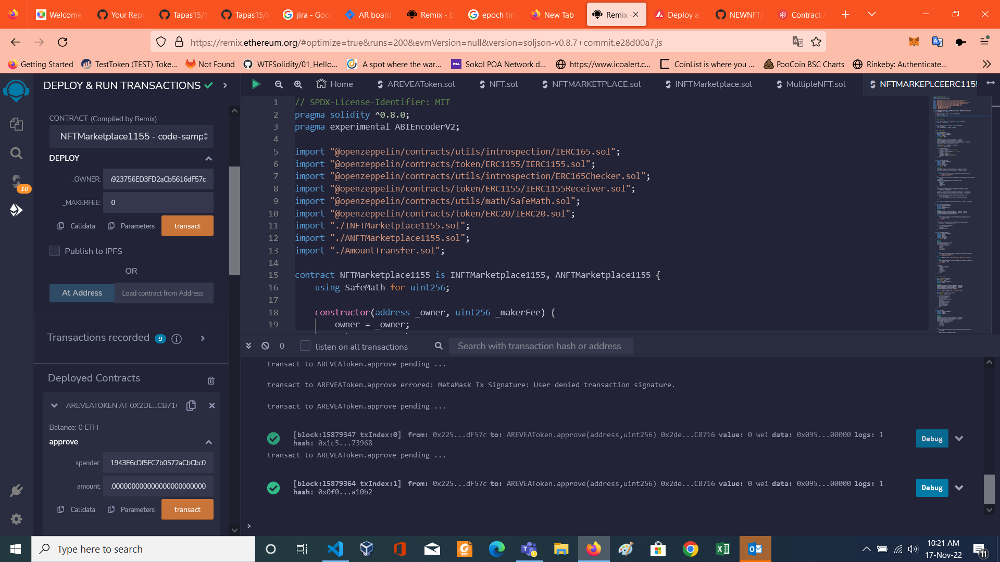 Welcome
Your Rep
Tapas15/
Tapas15/
jira - Goo
AR board
Remix - E
epoch tim
New Tab
Remix -
Deploy a
NEWNFT/
Contract A
https://remix.ethereum.org/#optimize=true&runs=200&evmVersion=null&version=soljson-v0.8.7+commit.e28d00a7.js
Getting Started
TestToken (TEST) Toke...
Not Found
WTFSolidity/01_Hello...
A spot where the war...
Sokol POA Network d...
https://www.icoalert.c...
CoinList is where you ...
PooCoin BSC Charts
Rinkeby: Authenticate...
DEPLOY & RUN TRANSACTIONS
Home
AREVEAToken.sol
NFT.sol
NFTMARKETPLACE.sol
INFTMarketplace.sol
MultipleNFT.sol
NFTMARKEPLCEERC115
CONTRACT (Compiled by Remix)
NFTMarketplace1155 - code-samp
DEPLOY
_OWNER:
923756ED3FD2aCb5616dF57c
_MAKERFEE:
0
Calldata
Parameters
transact
Publish to IPFS
OR
At Address
Load contract from Address
Transactions recorded 9 i
Deployed Contracts
AREVEATOKEN AT 0X2DE...CB71
Balance: 0 ETH
approve
spender:
1943E6cDf5FC7b0572aCbCbc0
amount:
Calldata
Parameters
transact
10
1 // SPDX-License-Identifier: MIT
2 pragma solidity ^0.8.0;
3 pragma experimental ABIEncoderV2;
4
5 import "@openzeppelin/contracts/utils/introspection/IERC165.sol";
6 import "@openzeppelin/contracts/token/ERC1155/IERC1155.sol";
7 import "@openzeppelin/contracts/utils/introspection/ERC165Checker.sol";
8 import "@openzeppelin/contracts/token/ERC1155/IERC1155Receiver.sol";
9 import "@openzeppelin/contracts/utils/math/SafeMath.sol";
10 import "@openzeppelin/contracts/token/ERC20/IERC20.sol";
11 import "./INFTMarketplace1155.sol";
12 import "./ANFTMarketplace1155.sol";
13 import "./AmountTransfer.sol";
14
15 contract NFTMarketplace1155 is INFTMarketplace1155, ANFTMarketplace1155 {
16 using SafeMath for uint256;
17
18 constructor(address _owner, uint256 _makerFee) {
19 owner = _owner;
0
listen on all transactions
Search with transaction hash or address
transact to AREVEAToken.approve pending ...
transact to AREVEAToken.approve errored: MetaMask Tx Signature: User denied transaction signature.
transact to AREVEAToken.approve pending ...
[block:15879347 txIndex:0] from: 0x225...dF57c to: AREVEAToken.approve(address,uint256) 0x2de...CB716 value: 0 wei data: 0x095...00000 logs: 1
hash: 0x1c5...73968
Debug
transact to AREVEAToken.approve pending ...
[block:15879364 txIndex:1] from: 0x225...dF57c to: AREVEAToken.approve(address,uint256) 0x2de...CB716 value: 0 wei data: 0x095...00000 logs: 1
hash: 0x0f0...a10b2
Debug
>
Type here to search
10:21 AM
17-Nov-22
11